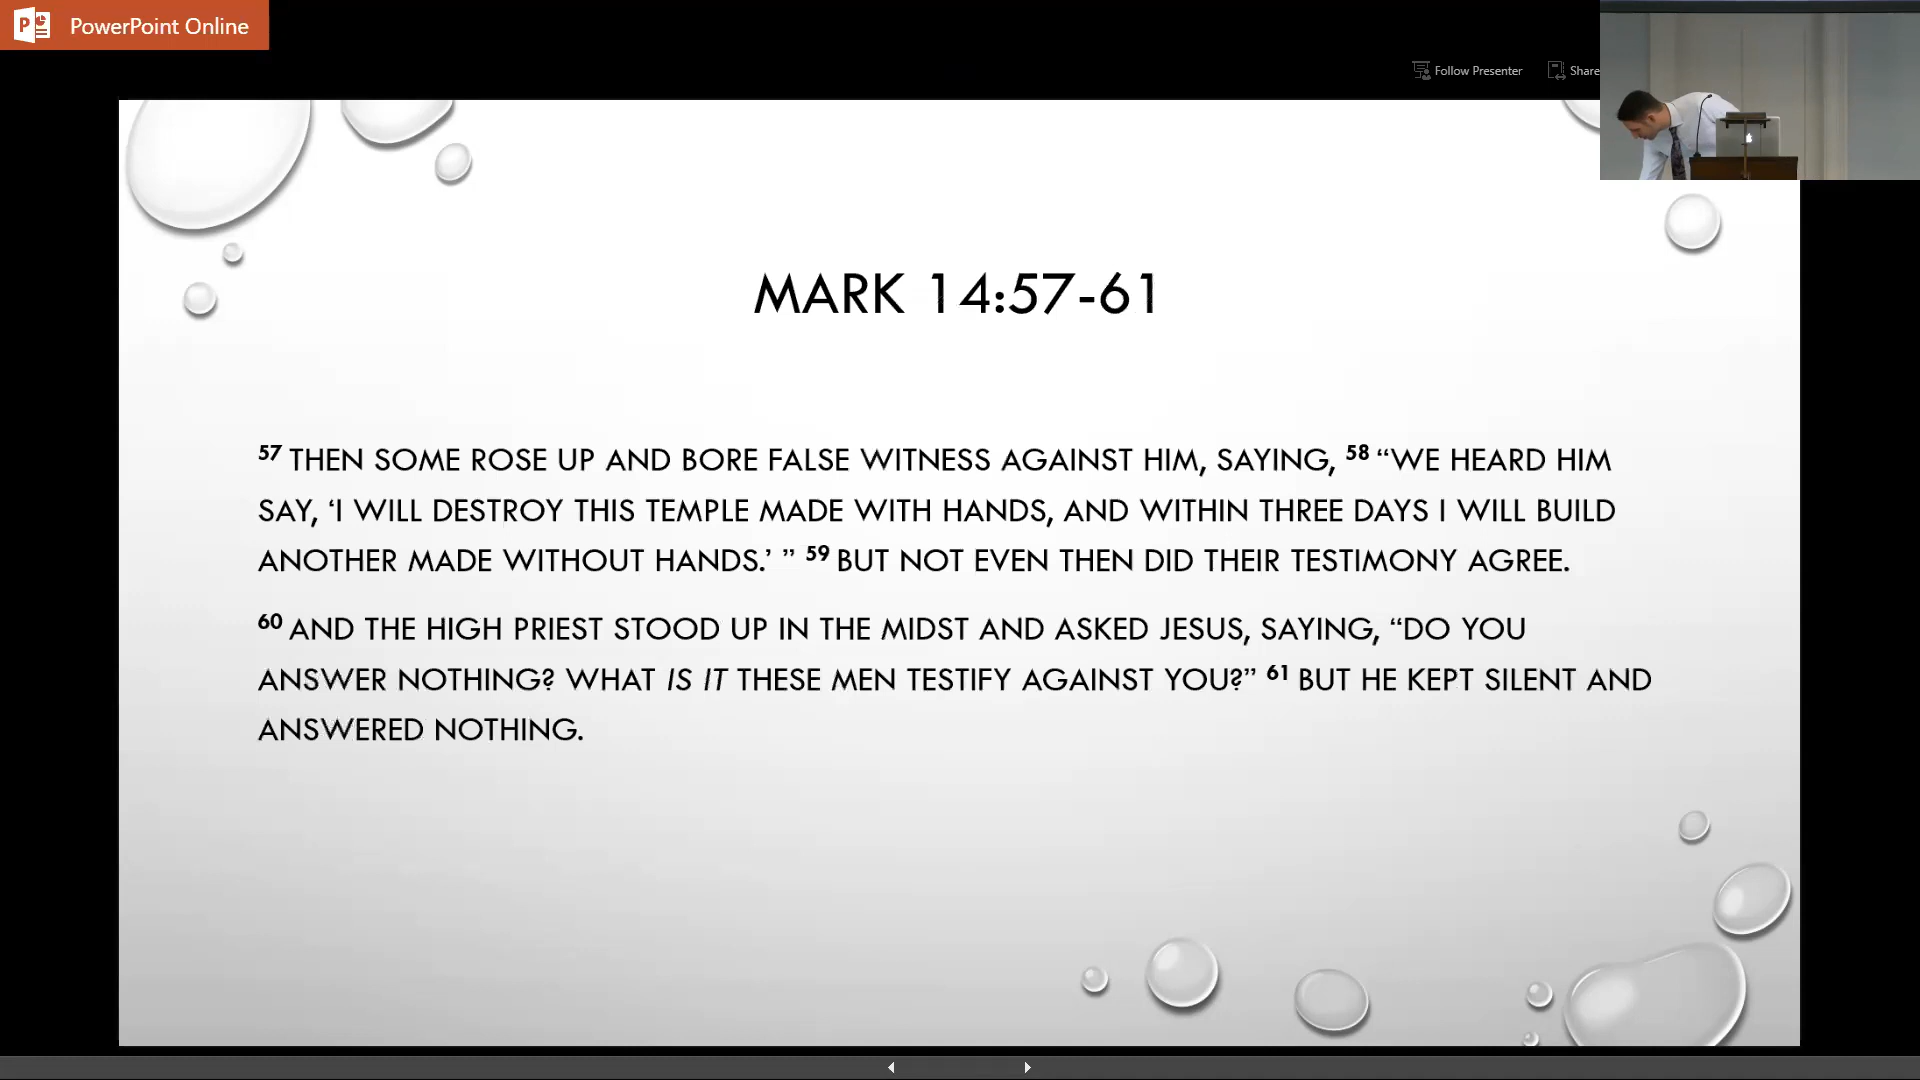 PowerPoint Online
Follow Presenter
Share
MARK 14:57-61
57 THEN SOME ROSE UP AND BORE FALSE WITNESS AGAINST HIM, SAYING, 58 “WE HEARD HIM
SAY, ‘I WILL DESTROY THIS TEMPLE MADE WITH HANDS, AND WITHIN THREE DAYS I WILL BUILD
ANOTHER MADE WITHOUT HANDS.’ ” 59 BUT NOT EVEN THEN DID THEIR TESTIMONY AGREE.
60 AND THE HIGH PRIEST STOOD UP IN THE MIDST AND ASKED JESUS, SAYING, “DO YOU
ANSWER NOTHING? WHAT IS IT THESE MEN TESTIFY AGAINST YOU?” 61 BUT HE KEPT SILENT AND
ANSWERED NOTHING.